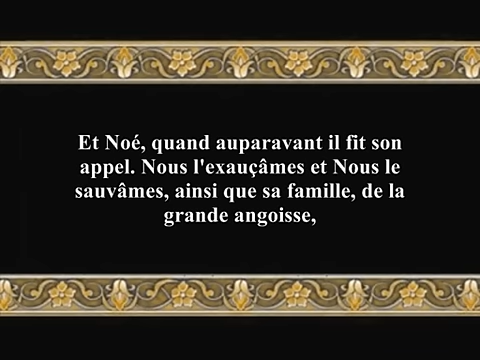 Et Noé, quand auparavant il fit son
appel. Nous l'exauçâmes et Nous le
sauvâmes, ainsi que sa famille, de la
grande angoisse,